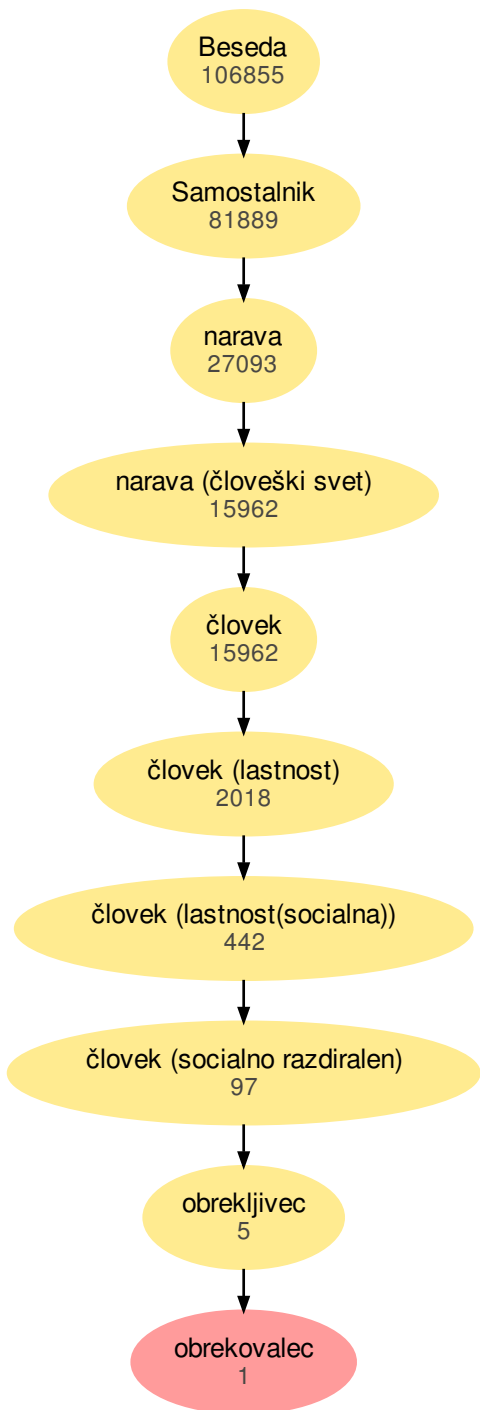 Beseda
106855
Samostalnik
81889
narava
27093
narava (človeški svet)
15962
človek
15962
človek (lastnost)
2018
človek (lastnost(socialna))
442
človek (socialno razdiralen)
97
obrekljivec
5
obrekovalec
1